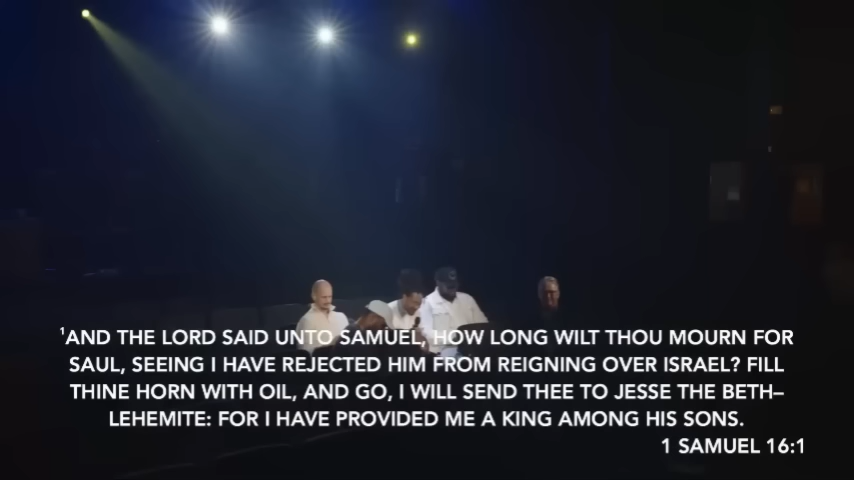 ¹AND THE LORD SAID UNTO SAMUEL, HOW LONG WILT THOU MOURN FOR
SAUL, SEEING I HAVE REJECTED HIM FROM REIGNING OVER ISRAEL? FILL
THINE HORN WITH OIL, AND GO, I WILL SEND THEE TO JESSE THE BETH–
LEHEMITE: FOR I HAVE PROVIDED ME A KING AMONG HIS SONS.
1 SAMUEL 16:1